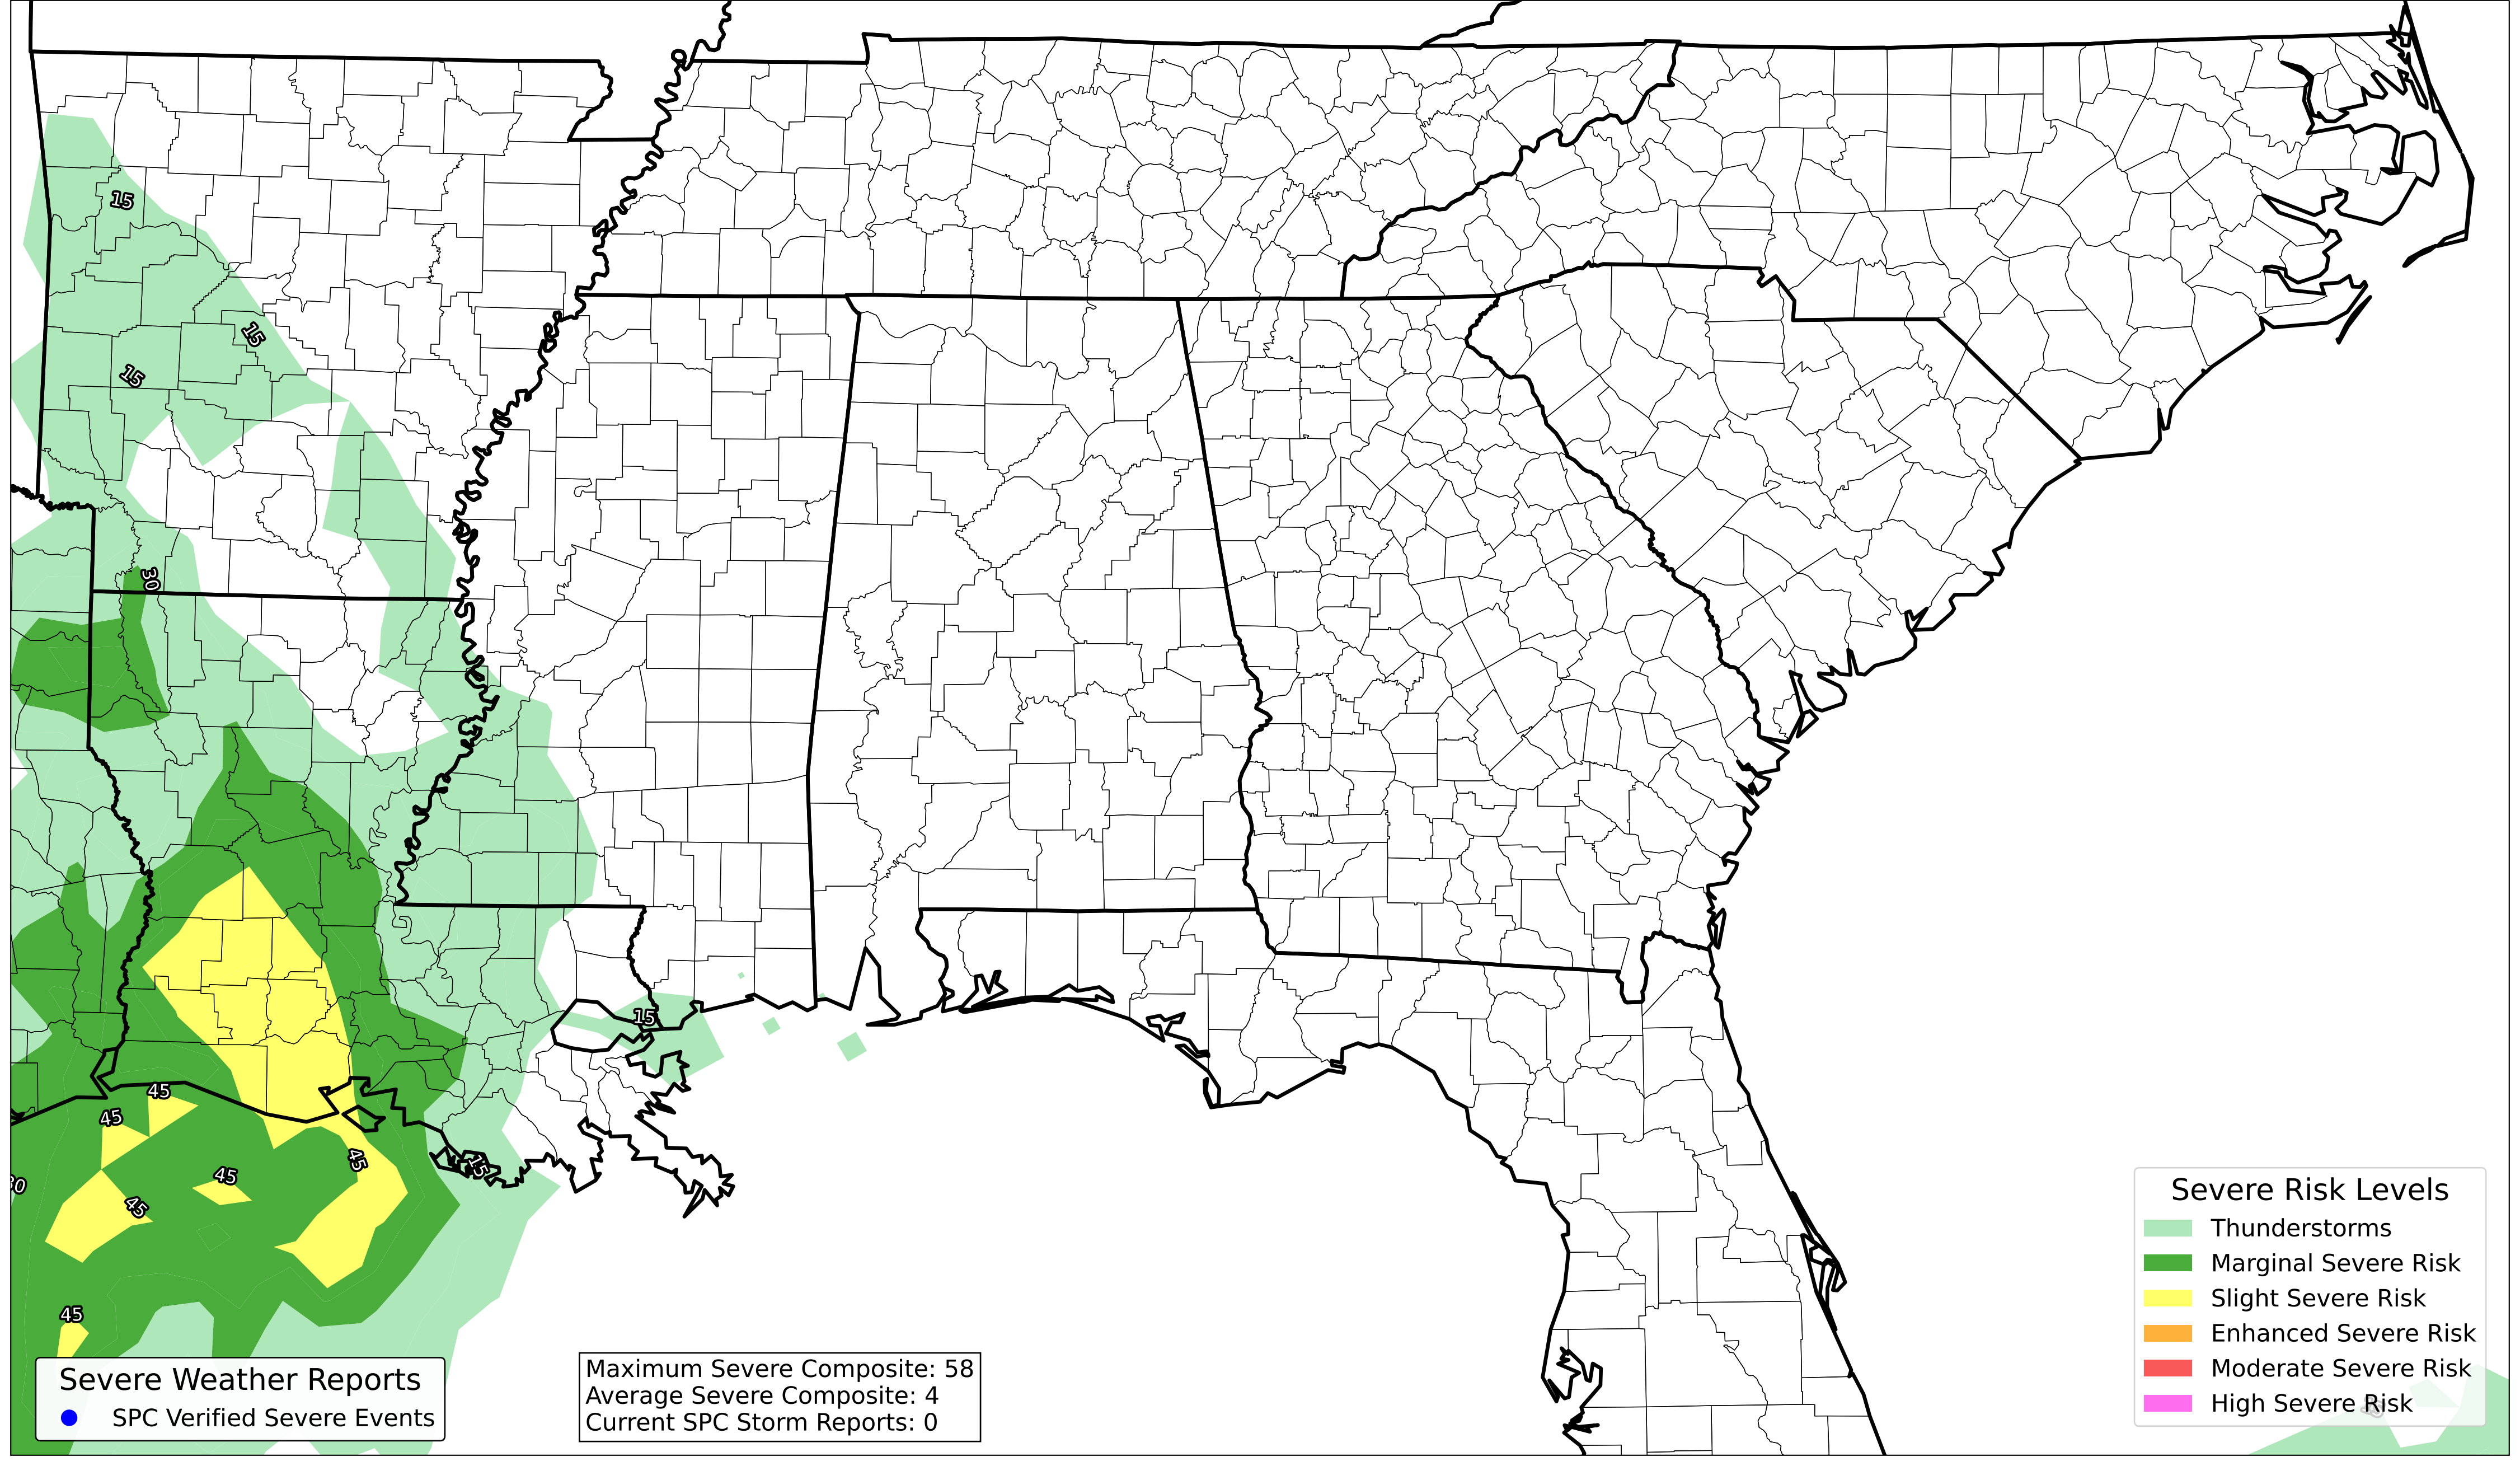 15
15
15
30
15
45
45
45
45
45
15
45
Severe Weather Reports
SPC Verified Severe Events
Maximum Severe Composite: 58
Average Severe Composite: 4
Current SPC Storm Reports: 0
Severe Risk Levels
Thunderstorms
Marginal Severe Risk
Slight Severe Risk
Enhanced Severe Risk
Moderate Severe Risk
High Severe Risk